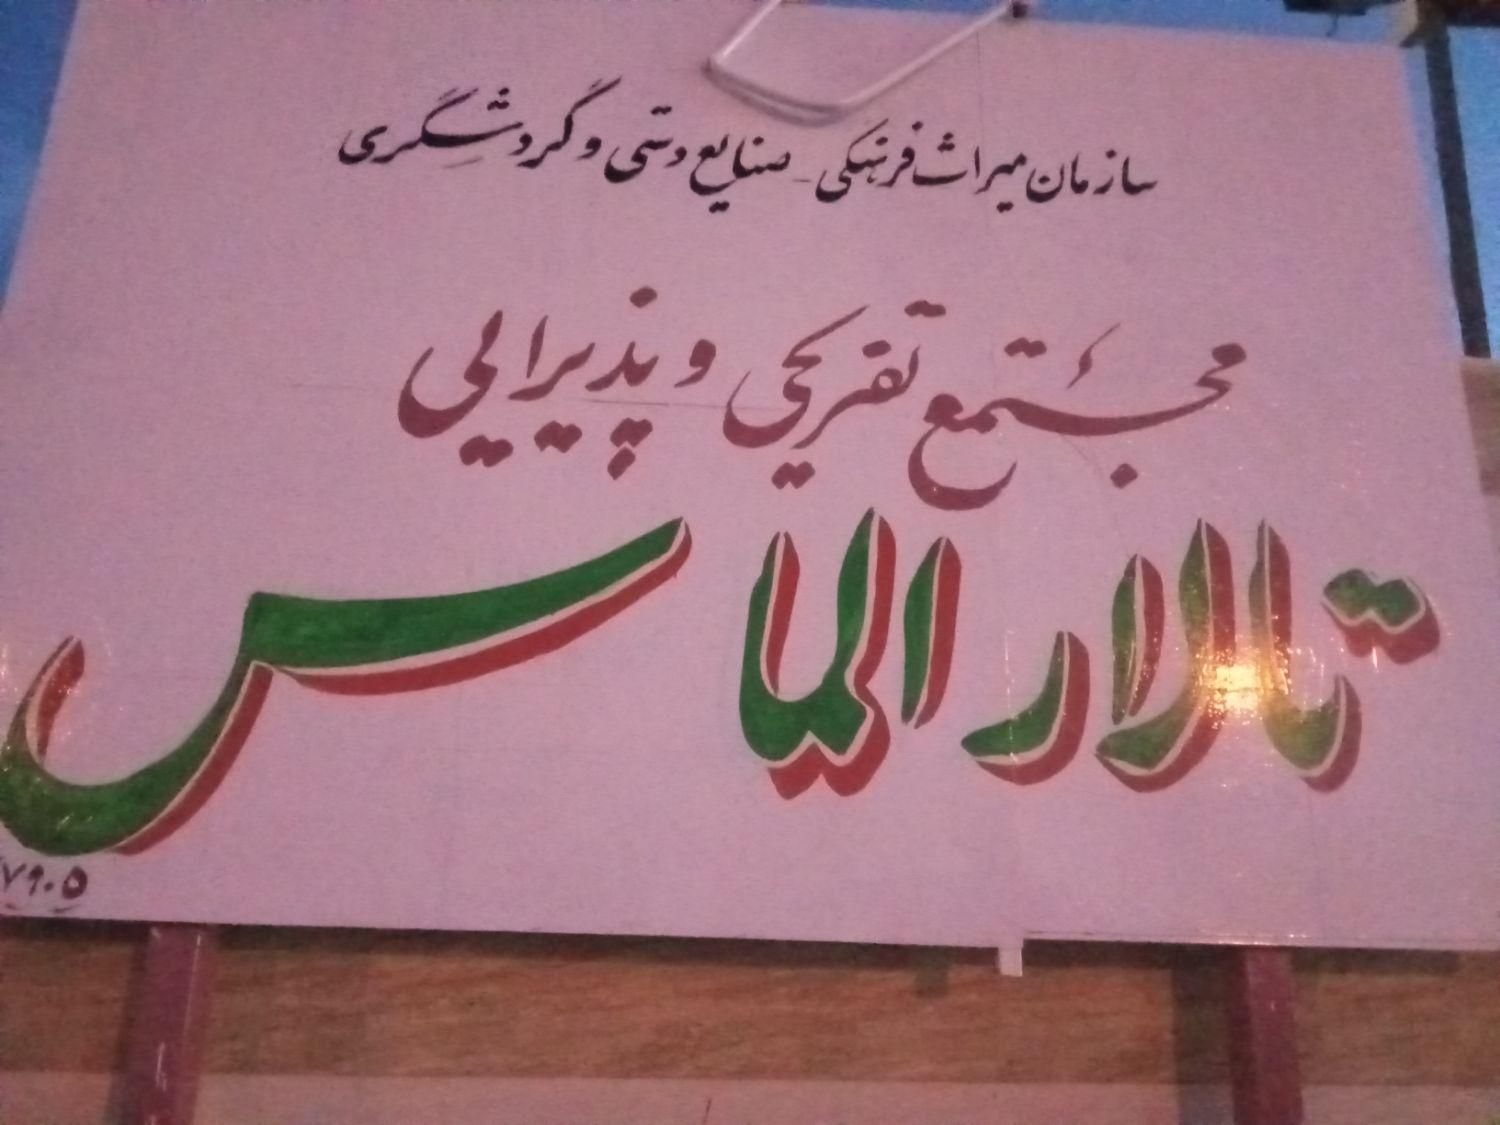 سازمان میراث فرهنگی - صنایع دستی و گردشگری
مجتمع تفریحی و پذیرایی
تالار الماس